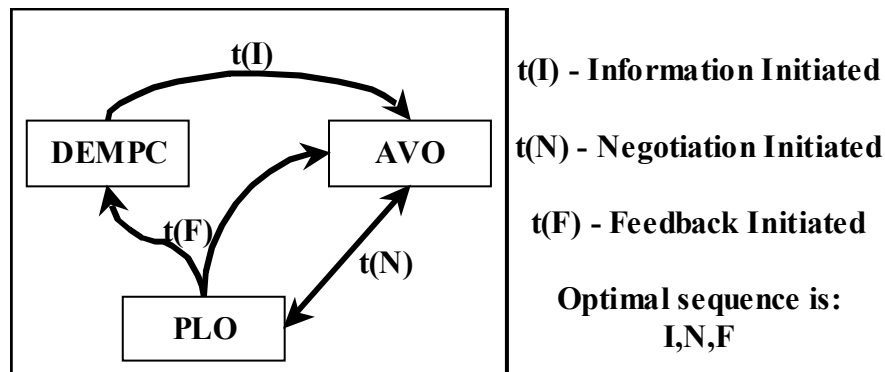 t(I)
DEMPC
AVO
t(F)
t(N)
PLO
t(I) - Information Initiated
t(N) - Negotiation Initiated
t(F) - Feedback Initiated
Optimal sequence is:
I,N,F